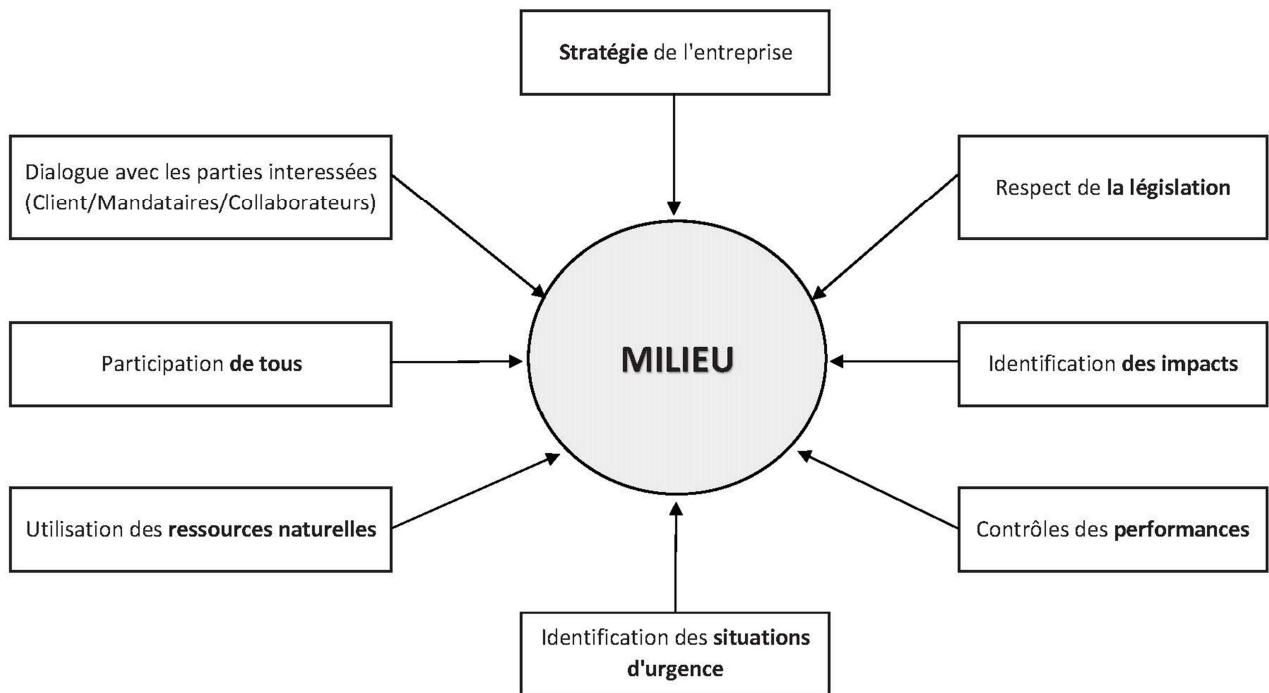 Stratégie de l'entreprise
Dialogue avec les parties interessées
(Client/Mandataires/Collaborateurs)
Respect de la législation
Participation de tous
MILIEU
Identification des impacts
Utilisation des ressources naturelles
Contrôles des performances
Identification des situations
d'urgence